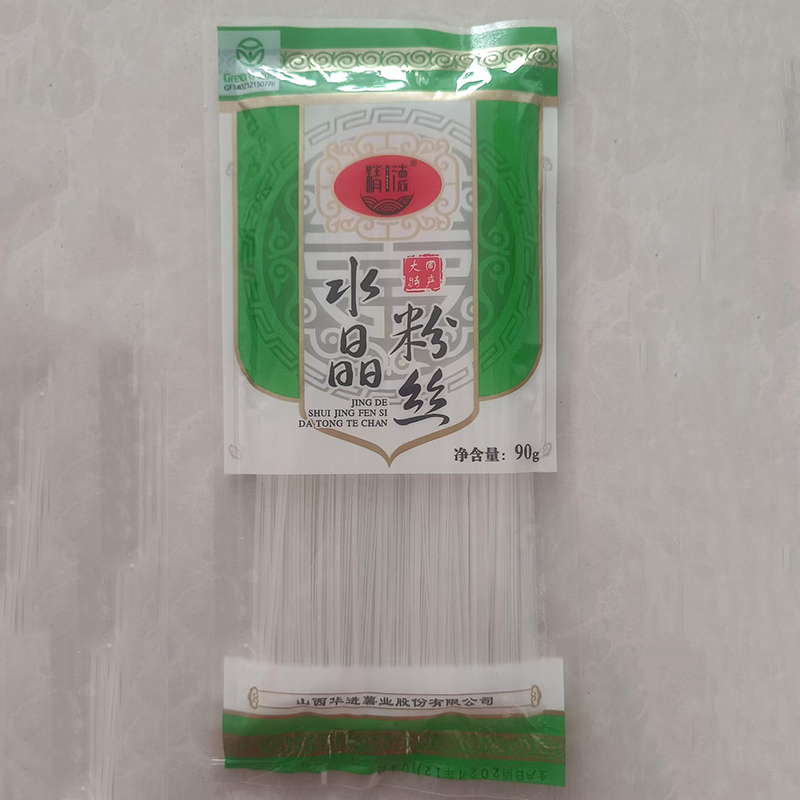 GF140212150776
精 德
®
大同
特产
水晶
粉丝
JING DE
SHUI JING FEN SI
DA TONG TE CHAN
净含量：90g
山西华进薯业股份有限公司